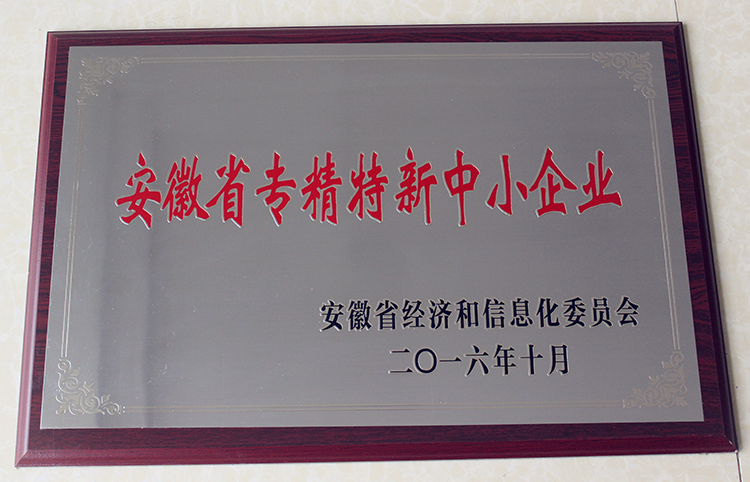 安徽省专精特新中小企业
安徽省经济和信息化委员会
二〇一六年十月